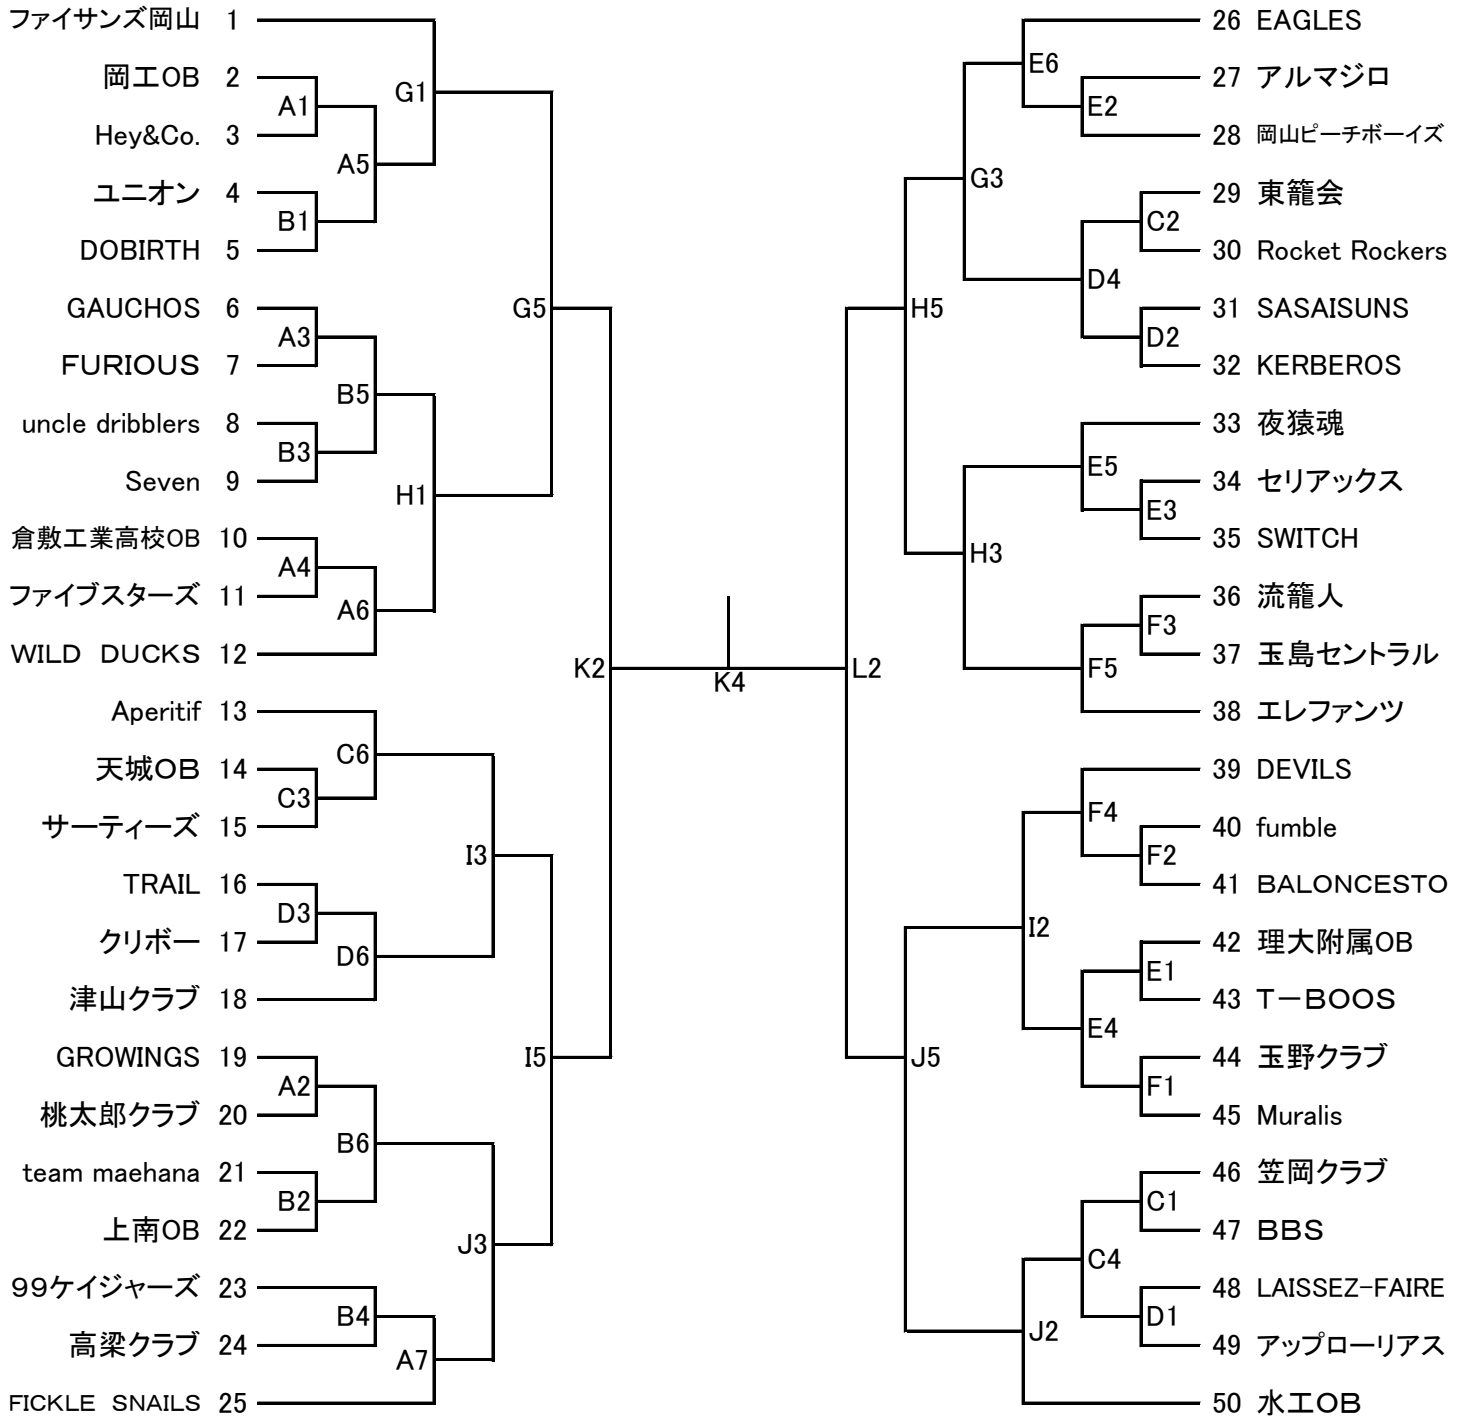 ファイサンズ岡山 1
岡工OB 2
Hey&Co. 3
ユニオン 4
DOBIRTH 5
GAUCHOS 6
FURIOUS 7
uncle dribblers 8
Seven 9
倉敷工業高校OB 10
ファイブスターズ 11
WILD DUCKS 12
Aperitif 13
天城OB 14
サーティーズ 15
TRAIL 16
クリボー 17
津山クラブ 18
GROWINGS 19
桃太郎クラブ 20
team maehana 21
上南OB 22
99ケイジャーズ 23
高梁クラブ 24
FICKLE SNAILS 25
A1
B1
A3
B3
A4
C3
D3
A2
B2
A5
B5
A6
C6
D6
B6
B4
G1
H1
A7
I3
J3
G5
I5
K2
K4
L2
H5
J5
G3
H3
I2
J2
E6
E2
D4
C2
D2
E5
E3
F5
F3
F4
F2
E4
E1
F1
C4
C1
D1
26 EAGLES
27 アルマジロ
28 岡山ピーチボーイズ
29 東籠会
30 Rocket Rockers
31 SASAISUNS
32 KERBEROS
33 夜猿魂
34 セリアックス
35 SWITCH
36 流籠人
37 玉島セントラル
38 エレファンツ
39 DEVILS
40 fumble
41 BALONCESTO
42 理大附属OB
43 T－BOOS
44 玉野クラブ
45 Muralis
46 笠岡クラブ
47 BBS
48 LAISSEZ-FAIRE
49 アップローリアス
50 水工OB